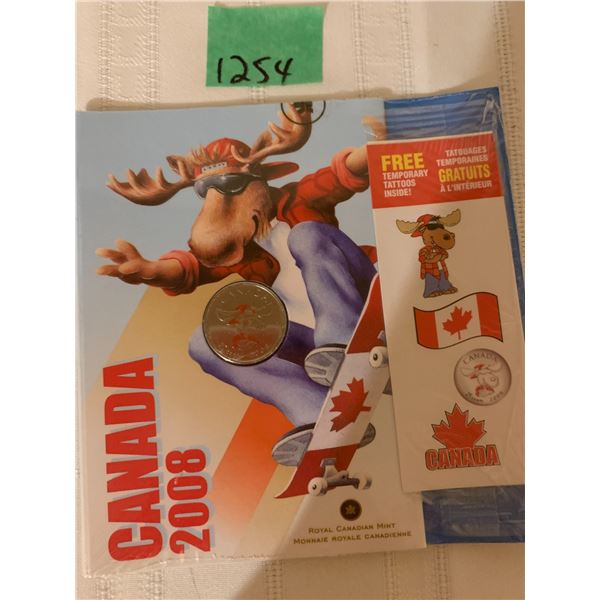 1254
FREE
TEMPORARY
TATTOOS
INSIDE!
TATOUAGES
TEMPORAIRES
GRATUITS
À L'INTÉRIEUR
CANADA
CANADA
CANADA
CANADA
2008
ROYAL CANADIAN MINT
MONNAIE ROYALE CANADIENNE